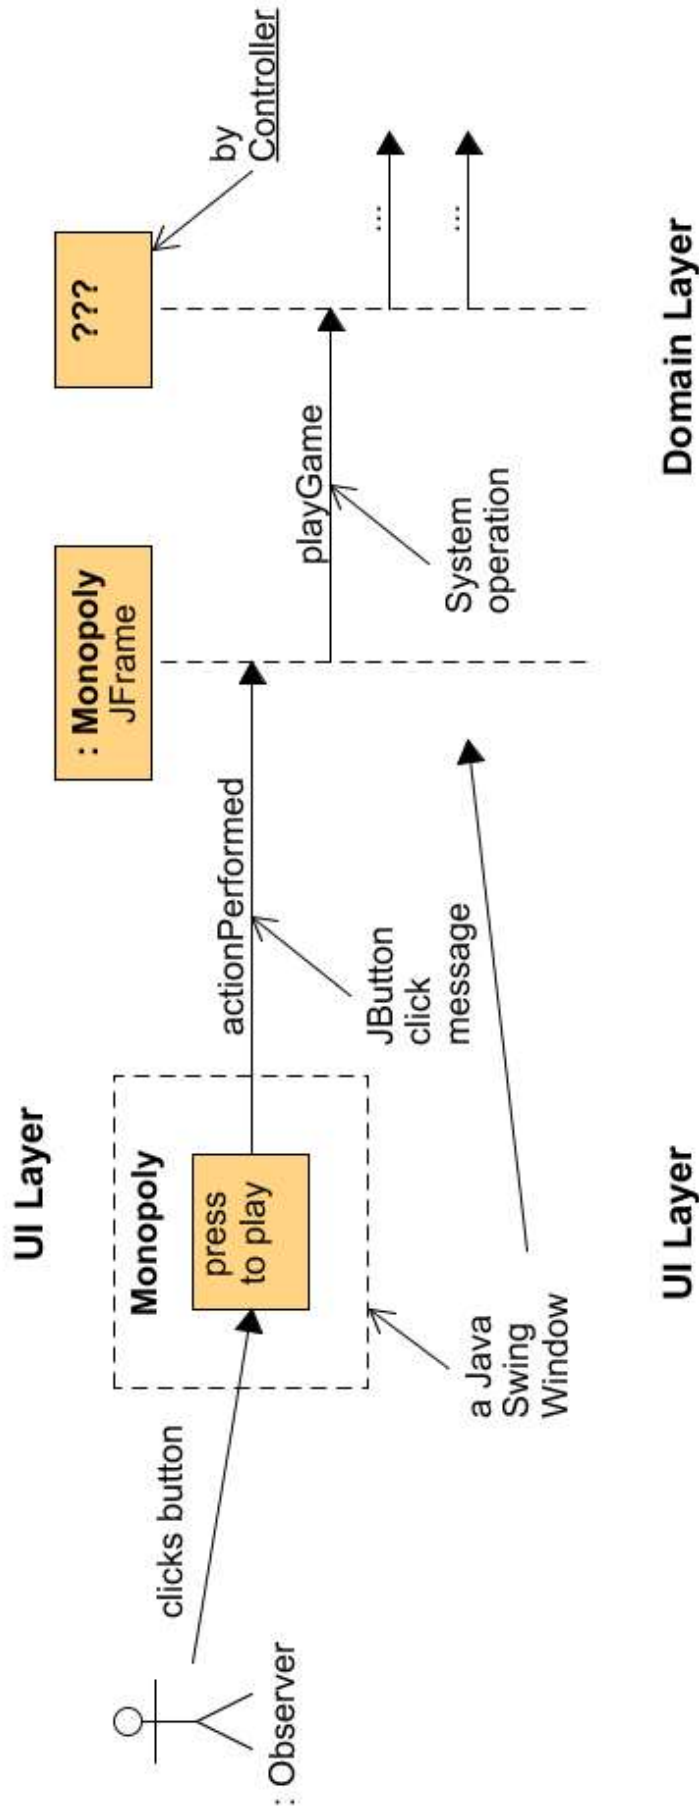 UI Layer
: Observer
clicks button
Monopoly
press
to play
actionPerformed
JButton
click
message
a Java
Swing
Window
: Monopoly
JFrame
playGame
System
operation
???
by
Controller
...
...
UI Layer
Domain Layer